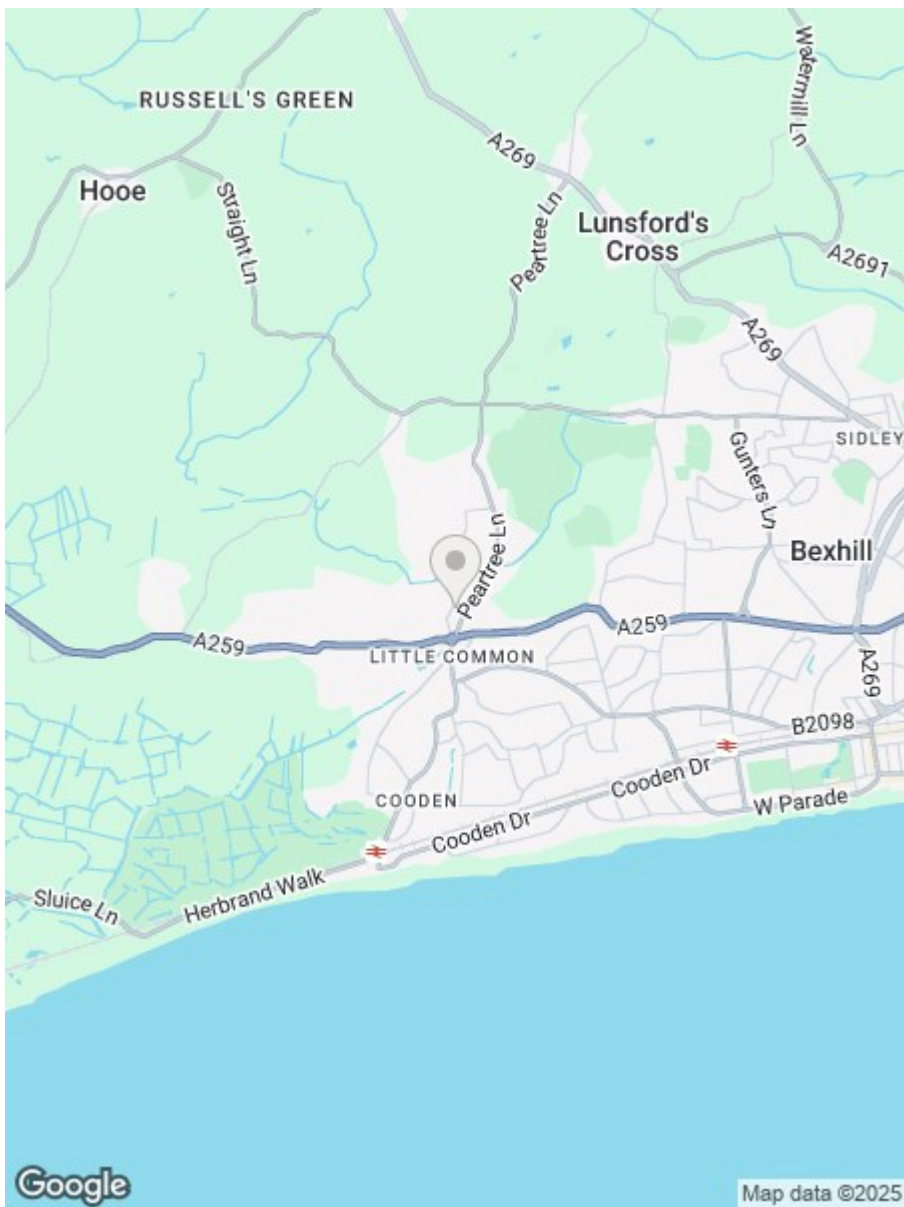 Watermill Ln
RUSSELL'S GREEN
A269
Hooe
Straight Ln
Peartree Ln
Lunsford's
Cross
A2691
A269
SIDLEY
Gunters Ln
Peartree Ln
Bexhill
A259
A259
LITTLE COMMON
A269
B2098
Cooden Dr
COODEN
W Parade
Cooden Dr
Herbrand Walk
Sluice Ln
Google
Map data ©2025